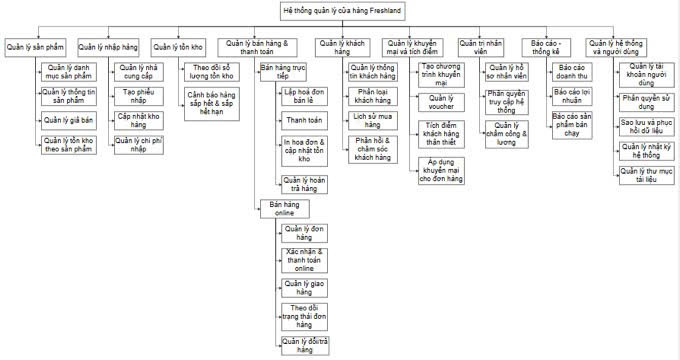 Hệ thống quản lý cửa hàng Freshland
Quản lý sản phẩm
Quản lý danh
mục sản phẩm
Quản lý thông tin
sản phẩm
Quản lý giá bán
Quản lý tồn kho
theo sản phẩm
Quản lý nhập hàng
Quản lý nhà
cung cấp
Tạo phiếu
nhập
Cập nhật kho
hàng
Quản lý chi phí
nhập
Quản lý tồn kho
Theo dõi số
lượng tồn kho
Cảnh báo hàng
sắp hết & sắp
hết hạn
Quản lý bán hàng &
thanh toán
Bán hàng trực
tiếp
Lập hoá đơn
bán lẻ
Thanh toán
In hoa đơn &
cập nhật tồn
kho
Quản lý hoàn
trả hàng
Bán hàng
online
Quản lý đơn
hàng
Xác nhận &
thanh toán
online
Quản lý giao
hàng
Theo dõi
trạng thái đơn
hàng
Quản lý đổi/trả
hàng
Quản lý khách
hàng
Quản lý thông
tin khách hàng
Phân loại
khách hàng
Lịch sử mua
hàng
Phản hồi &
chăm sóc
khách hàng
Quản lý khuyến
mại và tích điểm
Tạo chương
trình khuyến
mại
Quản lý
voucher
Tích điểm
khách hàng
thân thiết
Áp dụng
khuyến mại
cho đơn hàng
Quản trị nhân
viên
Quản lý hồ
sơ nhân viên
Phân quyền
truy cập hệ
thống
Quản lý
chấm công &
lương
Báo cáo -
thống kê
Báo cáo
doanh thu
Báo cáo lợi
nhuận
Báo cáo sản
phẩm bán
chạy
Quản lý hệ thống
và người dùng
Quản lý tài
khoản người
dùng
Phân quyền sử
dụng
Sao lưu và phục
hồi dữ liệu
Quản lý nhật ký
hệ thống
Quản lý thư mục
tài liệu